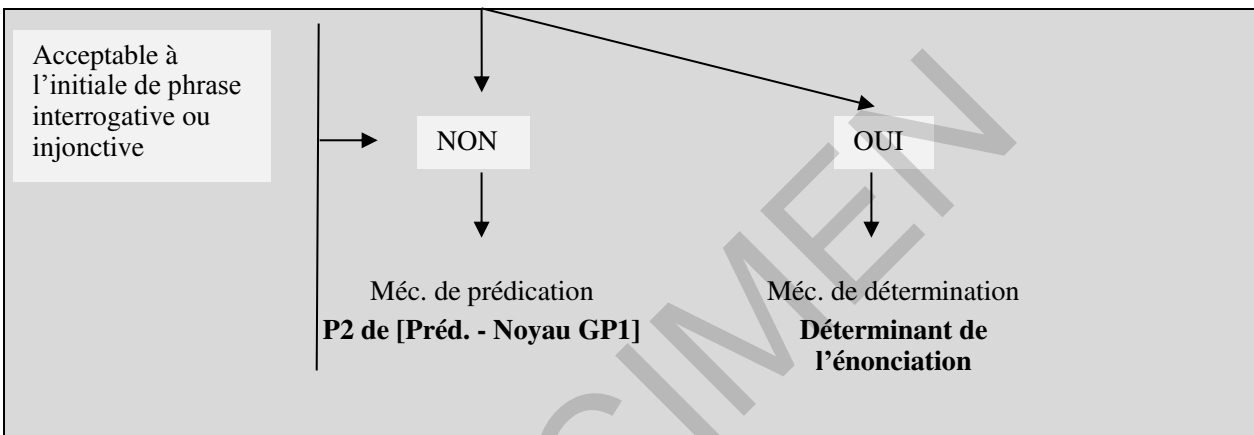 Acceptable à
l’initiale de phrase
interrogative ou
injonctive
NON
OUI
Méc. de prédication
P2 de [Préd. - Noyau GP1]
Méc. de détermination
Déterminant de
l’énonciation
CIMEN